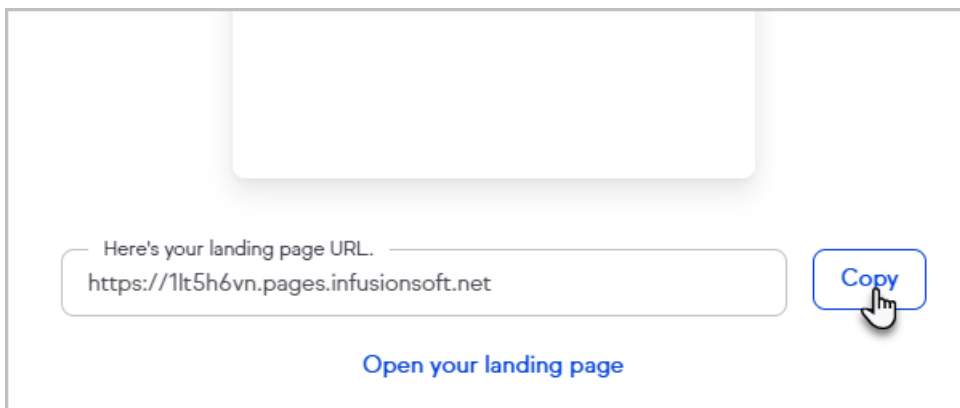 Here's your landing page URL.
https://1lt5h6vn.pages.infusionsoft.net
Copy
Open your landing page